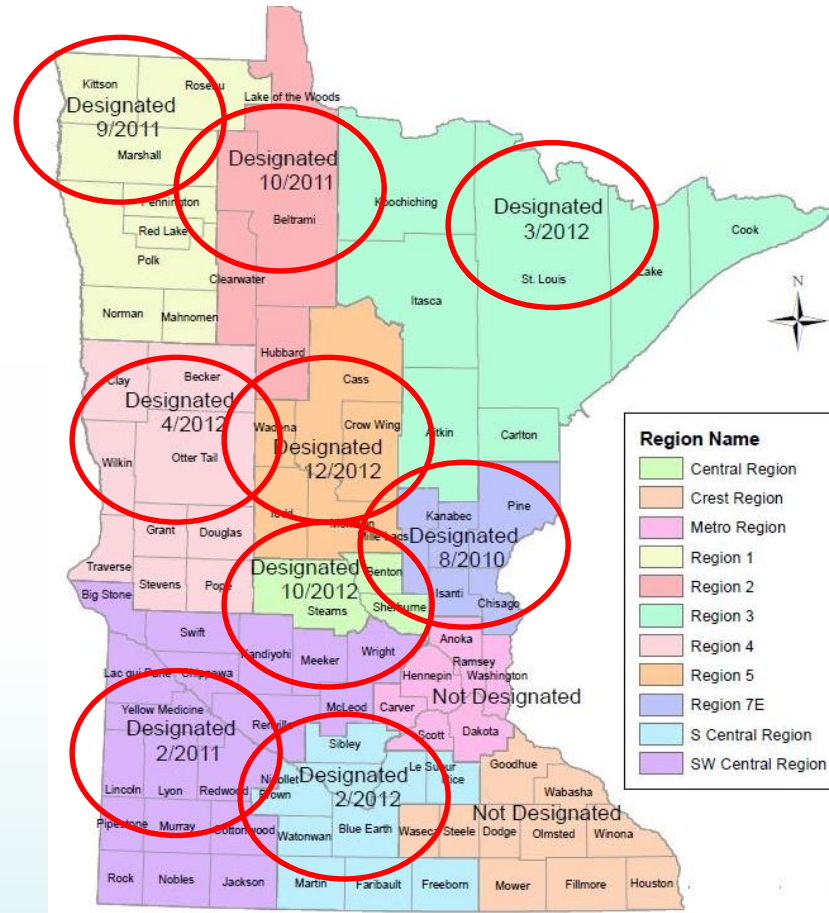 Kittson
Roseau
Lake of the Woods
Designated
9/2011
Marshall
Designated
10/2011
Koochiching
Designated
3/2012
Pennington
Red Lake
Beltrami
Cook
Polk
Clearwater
St. Louis
Lake
Itasca
N
Norman
Mahnomen
Hubbard
Clay
Becker
Cass
Designated
4/2012
Wadena
Crow Wing
Aitkin
Carlton
Wilkin
Otter Tail
Designated
12/2012
Pine
Todd
Morrison
Mille Lacs
Kanabec
Grant
Douglas
Designated
8/2010
Traverse
Stevens
Pope
Designated
10/2012
Benton
Isanti
Big Stone
Stearns
Sherburne
Chisago
Swift
Anoka
Kandiyohi
Meeker
Wright
Ramsey
Lac qui Parle
Chippewa
Hennepin
Washington
Not Designated
Yellow Medicine
McLeod
Carver
Designated
2/2011
Renville
Scott
Dakota
Sibley
Lincoln
Lyon
Redwood
Nicollet
Brown
Designated
2/2012
Le Sueur
Rice
Goodhue
Wabasha
Not Designated
Pipestone
Murray
Cottonwood
Watonwan
Blue Earth
Waseca
Steele
Dodge
Olmsted
Winona
Rock
Nobles
Jackson
Martin
Faribault
Freeborn
Mower
Fillmore
Houston
Region Name
Central Region
Crest Region
Metro Region
Region 1
Region 2
Region 3
Region 4
Region 5
Region 7E
S Central Region
SW Central Region